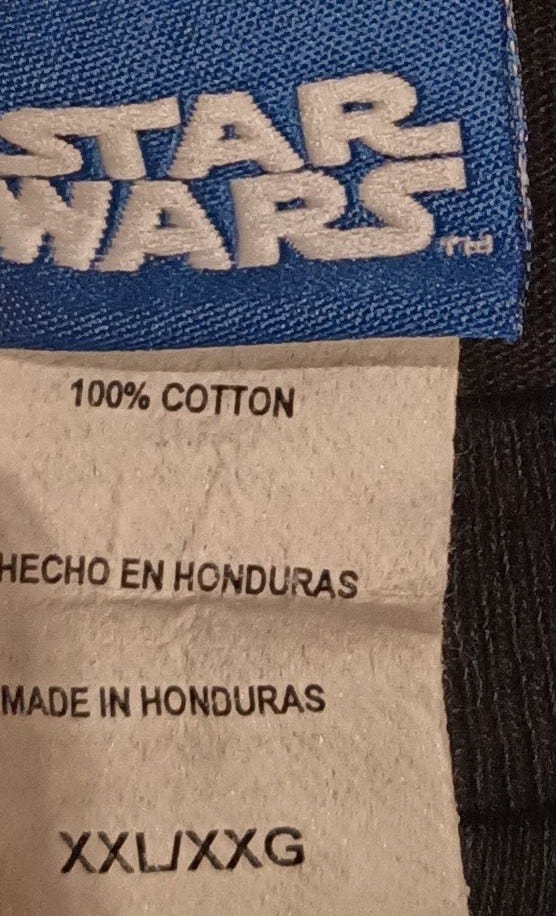 STAR
WARS
100% COTTON
HECHO EN HONDURAS
MADE IN HONDURAS
XXL/XXG